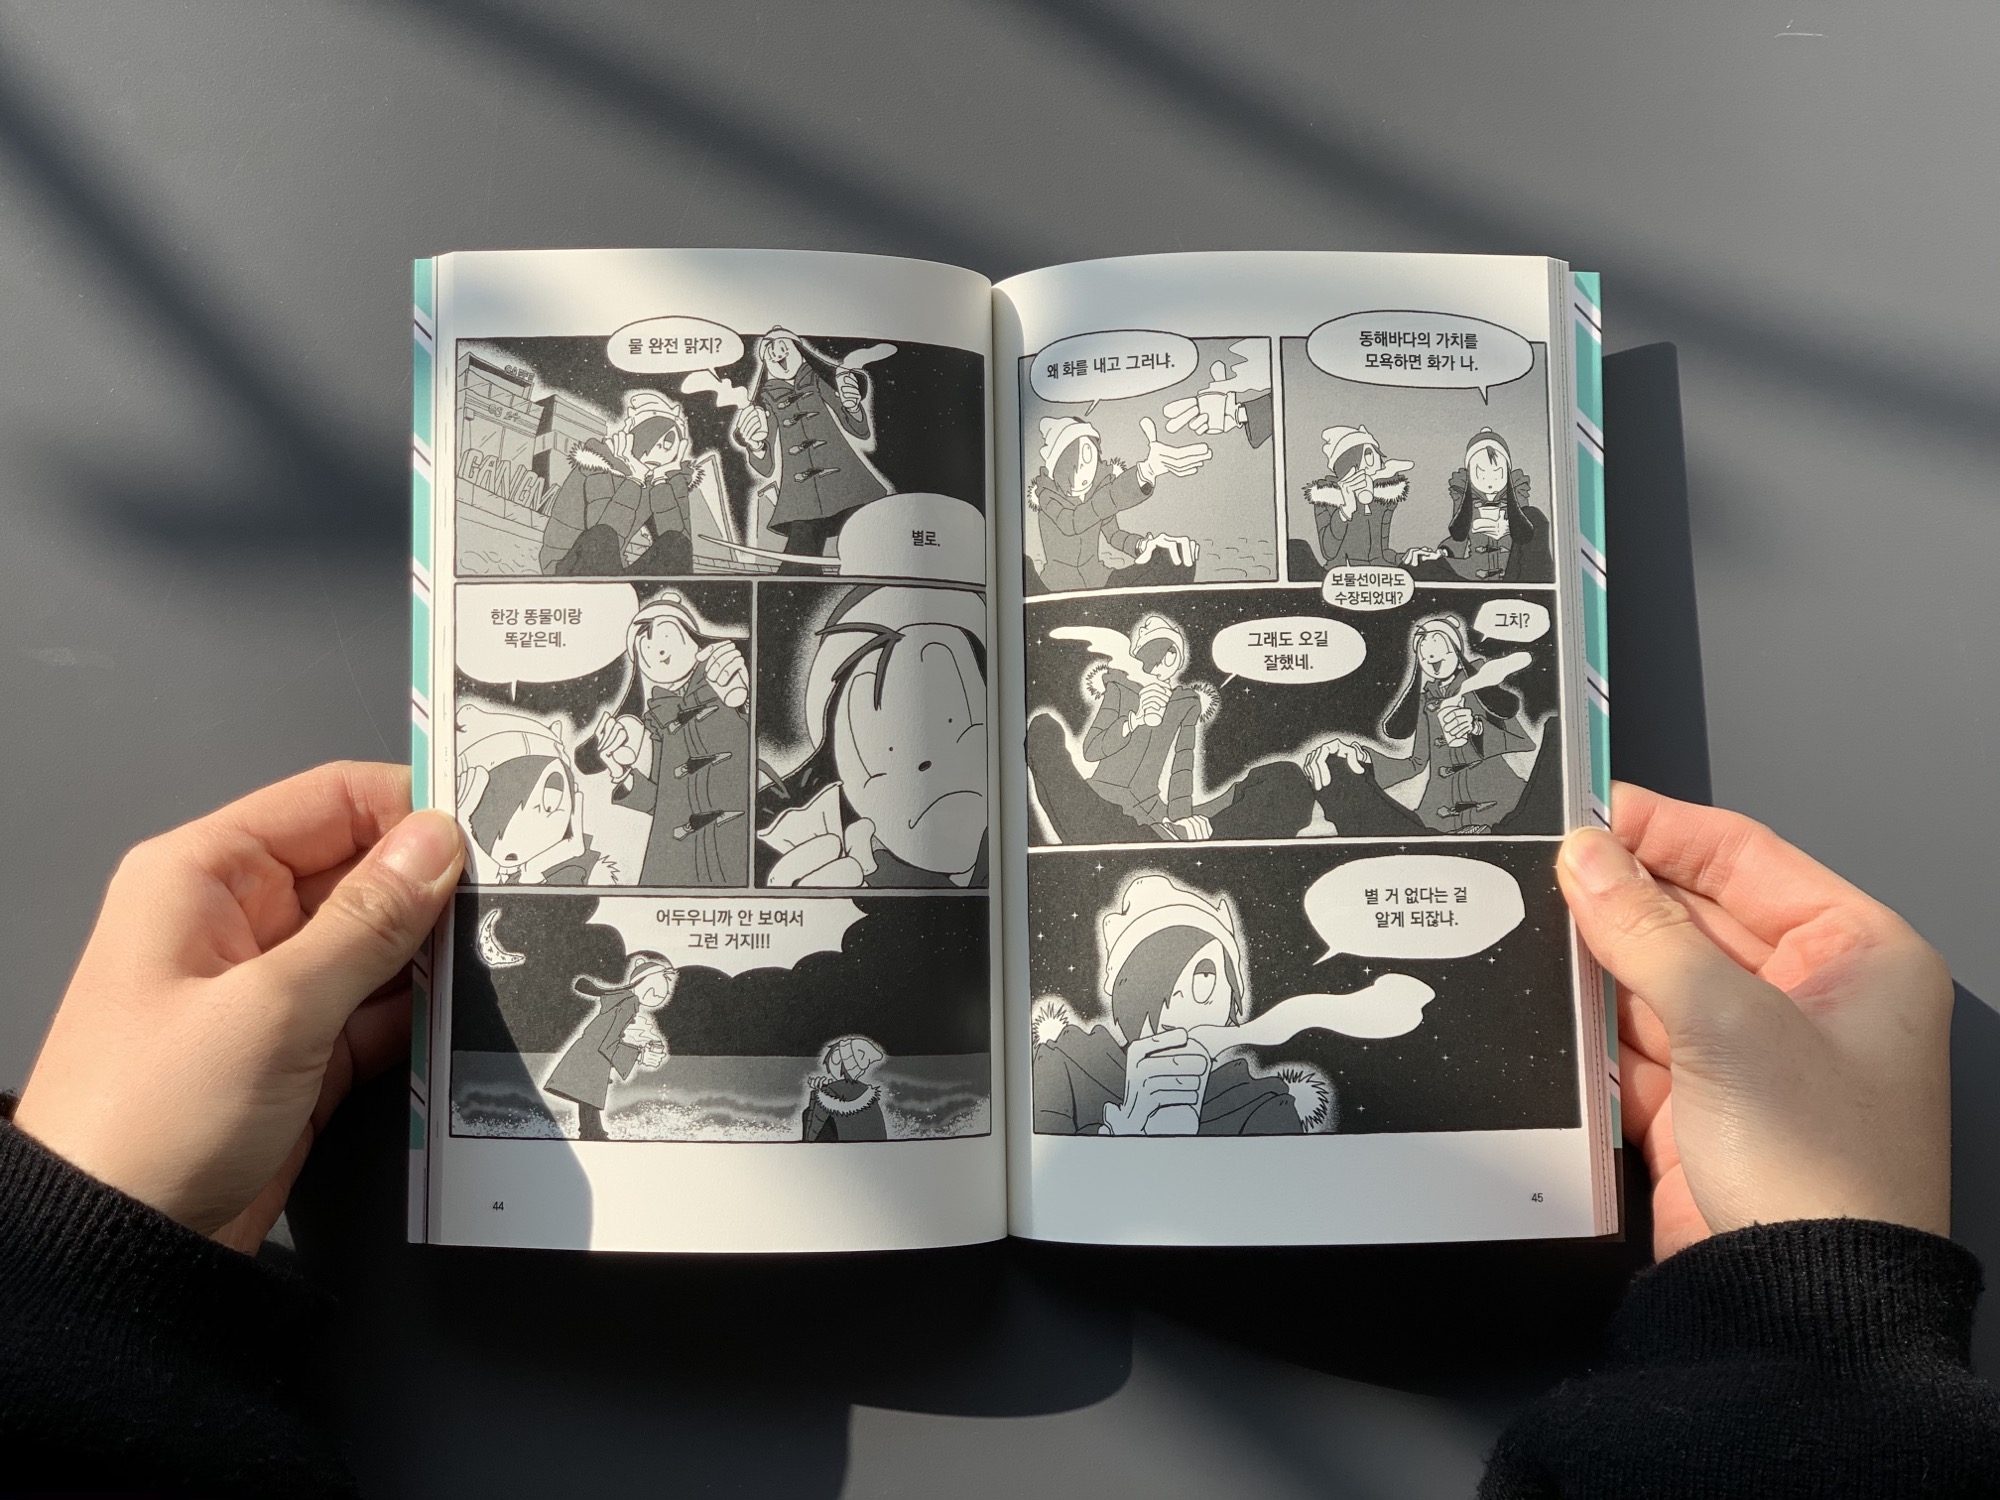 물 완전 맑지?
CAFE
GS 25
GANGM
별로.
한강 똥물이랑
똑같은데.
어두우니까 안 보여서
그런 거지!!!
44
왜 화를 내고 그러냐.
동해바다의 가치를
모욕하면 화가 나.
보물선이라도
수장되었대?
그래도 오길
잘했네.
그치?
별 거 없다는 걸
알게 되잖냐.
45